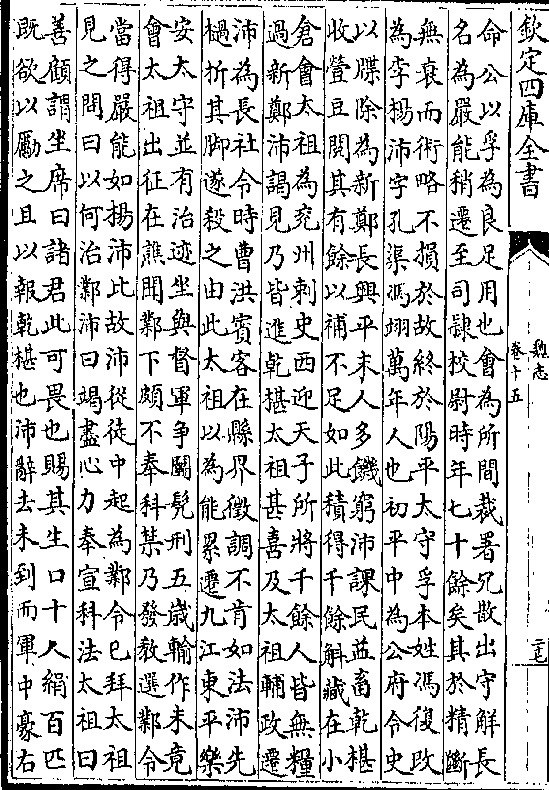 欽定四庫全書
魏志
卷十五
二七
命公以孚為良足用也會為所間裁署冗散出守解長
名為嚴能稍遷至司隸校尉時年七十餘矣其於精斷
無衰而術略不損於故終於陽平太守孚本姓馮復改
為李楊沛字孔渠馮翊萬年人也初平中為公府令史
以牒除為新鄭長興平末人多饑窮沛課民益畜乾椹
收䝁豆閱其有餘以補不足如此積得千餘斛藏在小
倉會太祖為兖州刺史西迎天子所將千餘人皆無糧
過新鄭沛謁見乃皆進乾椹太祖甚喜及太祖輔政遷
沛為長社令時曹洪賓客在縣界徵調不肯如法沛先
檛折其脚遂殺之由此太祖以為能累遷九江東平樂
安太守並有治迹坐與督軍爭鬭髠刑五歲輸作未竟
會太祖出征在譙聞鄴下頗不奉科禁乃發教選鄴令
當得嚴能如楊沛比故沛從徒中起為鄴令已拜太祖
見之問曰以何治鄴沛曰竭盡心力奉宣科法太祖曰
善顧謂坐席曰諸君此可畏也賜其生口十人絹百匹
既欲以勵之且以報乾椹也沛辭去未到而軍中豪右